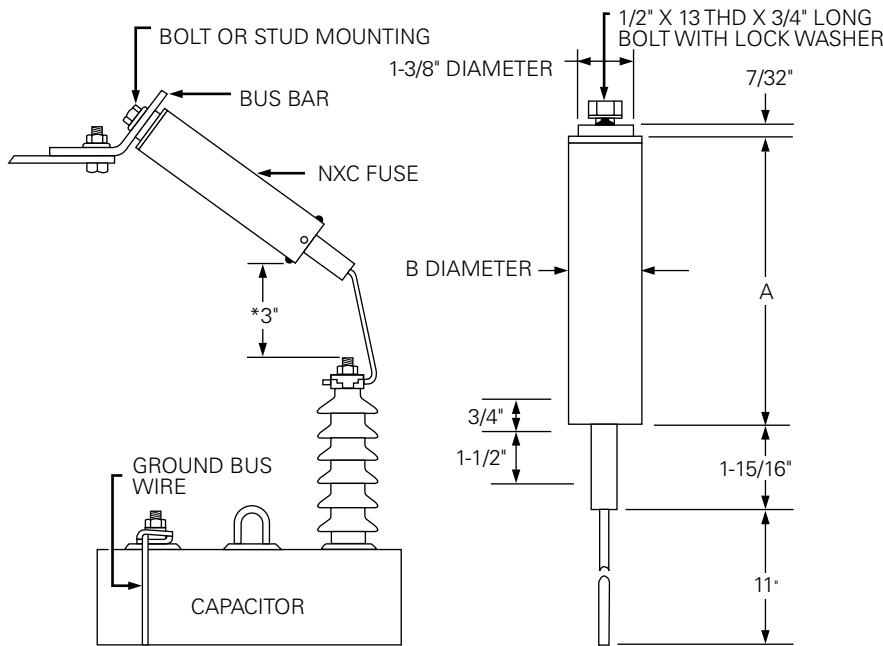 BOLT OR STUD MOUNTING
BUS BAR
NXC FUSE
*3"
GROUND BUS
WIRE
CAPACITOR
1/2" X 13 THD X 3/4" LONG
BOLT WITH LOCK WASHER
1-3/8" DIAMETER
7/32"
B DIAMETER
A
3/4"
1-1/2"
1-15/16"
11"